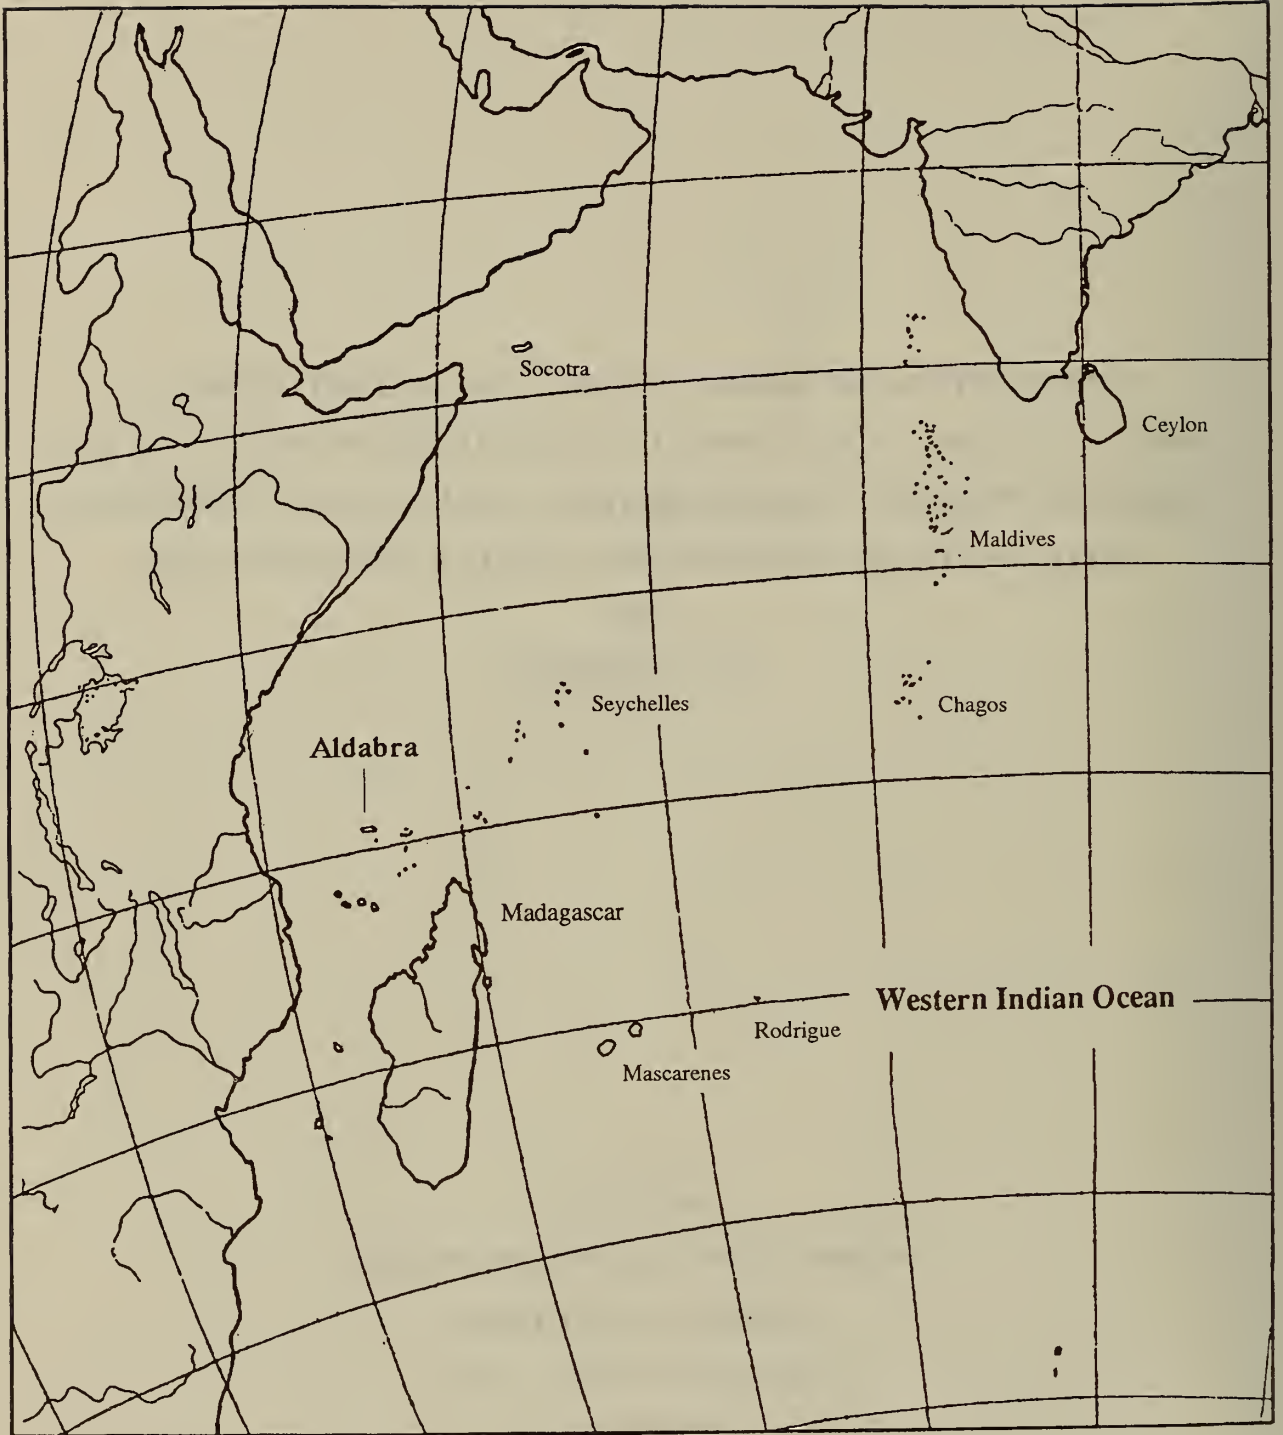 Socotra
Ceylon
Maldives
Seychelles
Chagos
Aldabra
Madagascar
Western Indian Ocean
Rodrigue
Mascarenes